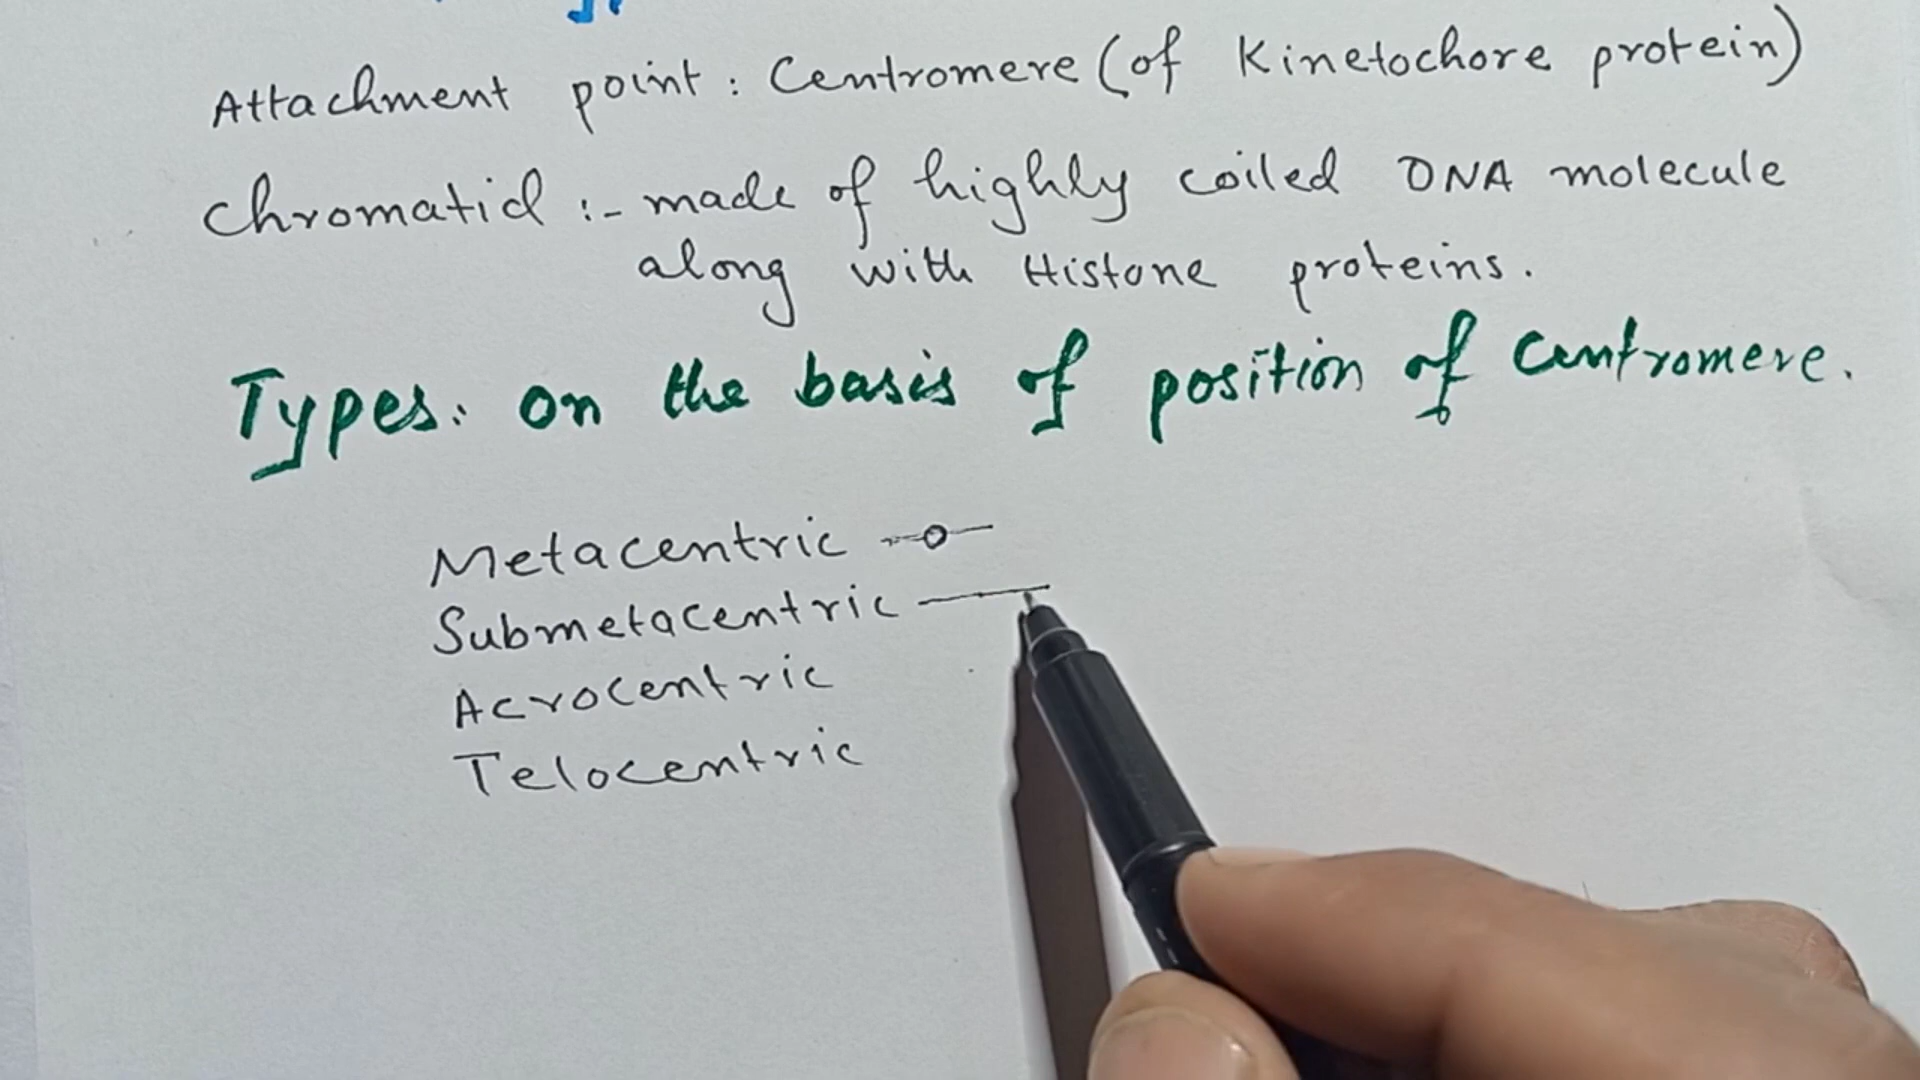 Attachment point : Centromere (of Kinetochore protein)
Chromatid :- made of highly coiled DNA molecule
along with Histone proteins.
Types: on the basis of position of Centromere.
Metacentric
Submetacentric
Acrocentric
Telocentric